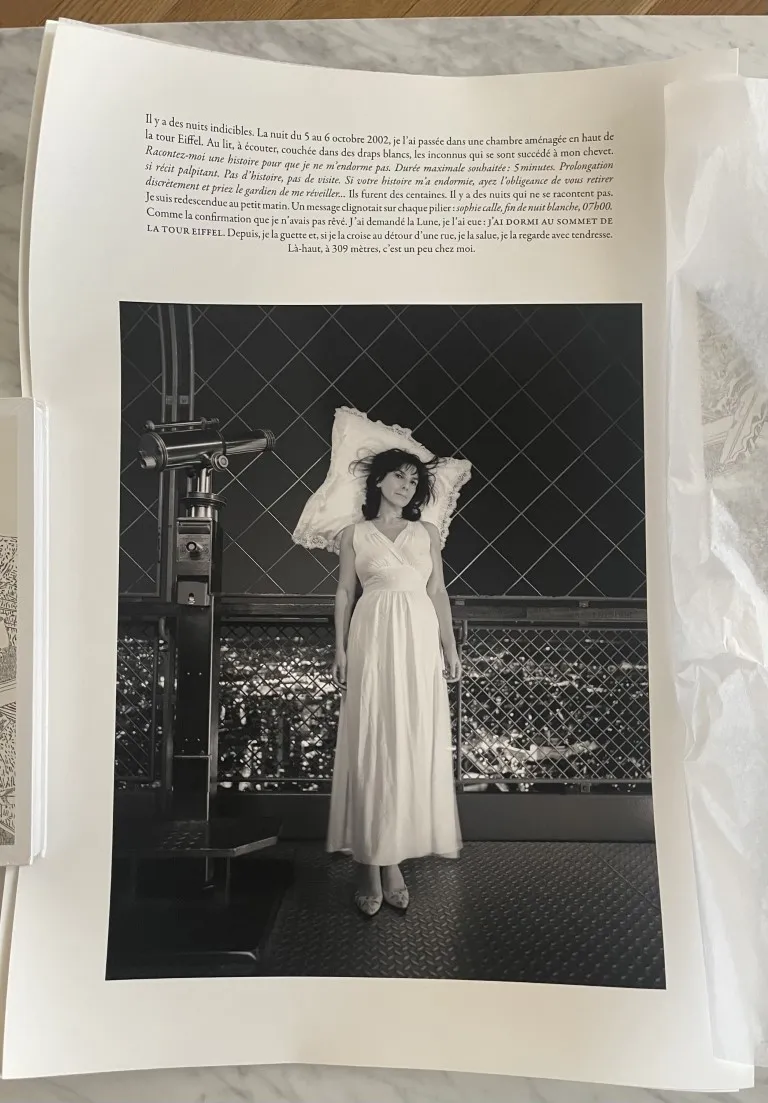 Il y a des nuits indicibles. La nuit du 5 au 6 octobre 2002, je l'ai passée dans une chambre aménagée en haut de
la tour Eiffel. Au lit, à écouter, couchée dans des draps blancs, les inconnus qui se sont succédé à mon chevet.
Racontez-moi une histoire pour que je ne m'endorme pas. Durée maximale souhaitée : 5 minutes. Prolongation
si récit palpitant. Pas d'histoire, pas de visite. Si votre histoire m'a endormie, ayez l'obligeance de vous retirer
discrètement et priez le gardien de me réveiller... Ils furent des centaines. Il y a des nuits qui ne se racontent pas.
Je suis redescendue au petit matin. Un message clignotait sur chaque pilier : sophie calle, fin de nuit blanche, 07h00.
Comme la confirmation que je n'avais pas rêvé. J'ai demandé la Lune, je l'ai eue : J'AI DORMI AU SOMMET DE
LA TOUR EIFFEL. Depuis, je la guette et, si je la croise au détour d'une rue, je la salue, je la regarde avec tendresse.
Là-haut, à 309 mètres, c'est un peu chez moi.